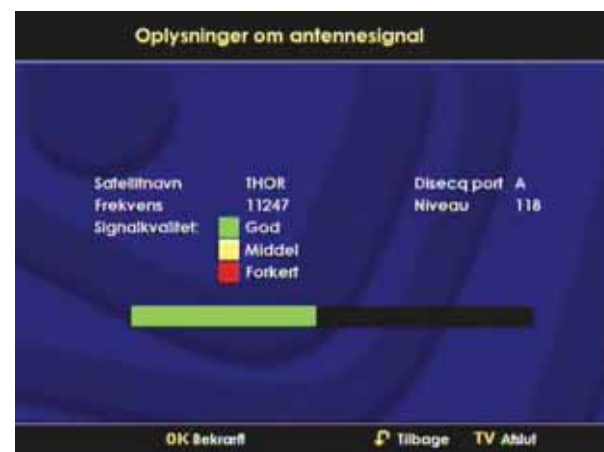 Oplysninger om antennesignal
Satellitnavn THOR Disecq port A
Frekvens 11247 Niveau 118
Signalkvalitet: God
Middel
Forkert
OK Bekræft Tilbage TV Afslut